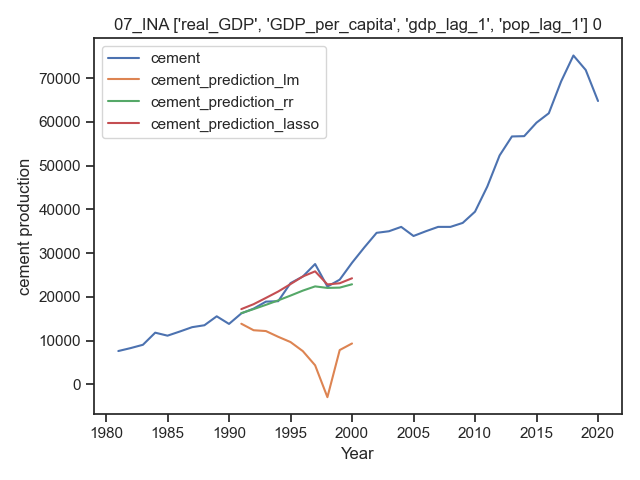 07_INA ['real_GDP', 'GDP_per_capita', 'gdp_lag_1', 'pop_lag_1'] 0
cement
cement_prediction_lm
cement_prediction_rr
cement_prediction_lasso
cement production
70000
60000
50000
40000
30000
20000
10000
0
1980 1985 1990 1995 2000 2005 2010 2015 2020
Year